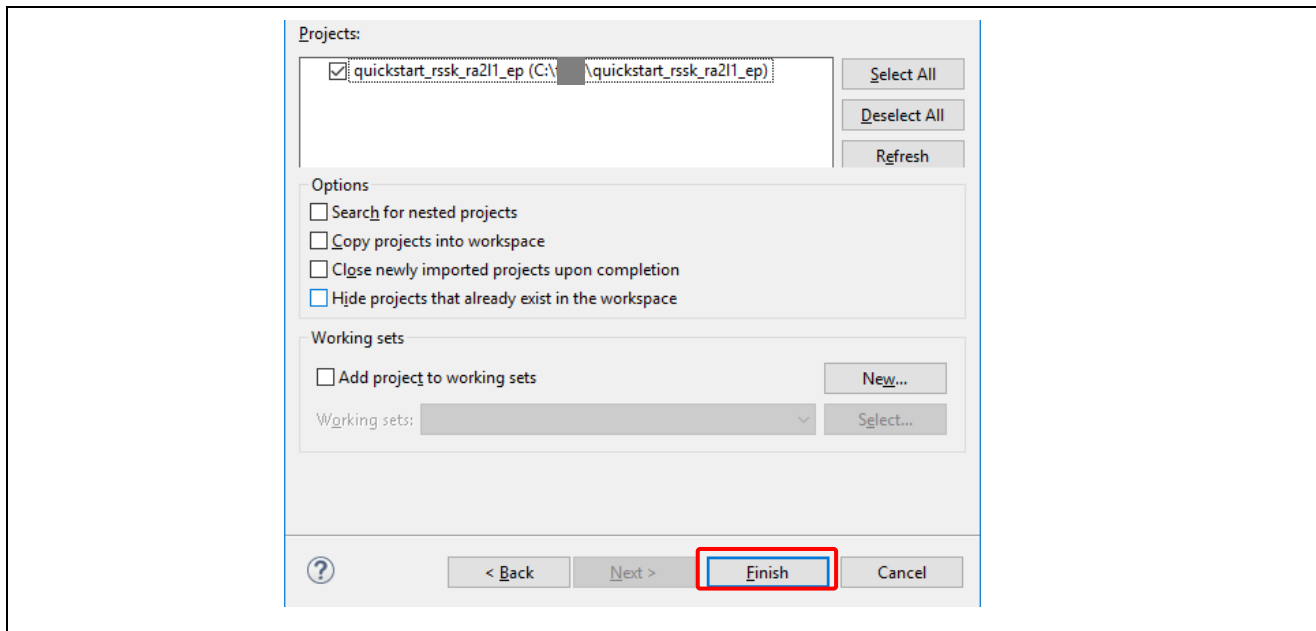 Projects:
quickstart_rssk_ra2l1_ep (C:\ \quickstart_rssk_ra2l1_ep)
Select All
Deselect All
Refresh
Options
Search for nested projects
Copy projects into workspace
Close newly imported projects upon completion
Hide projects that already exist in the workspace
Working sets
Add project to working sets
New...
Working sets:
Select...
?
< Back
Next >
Finish
Cancel